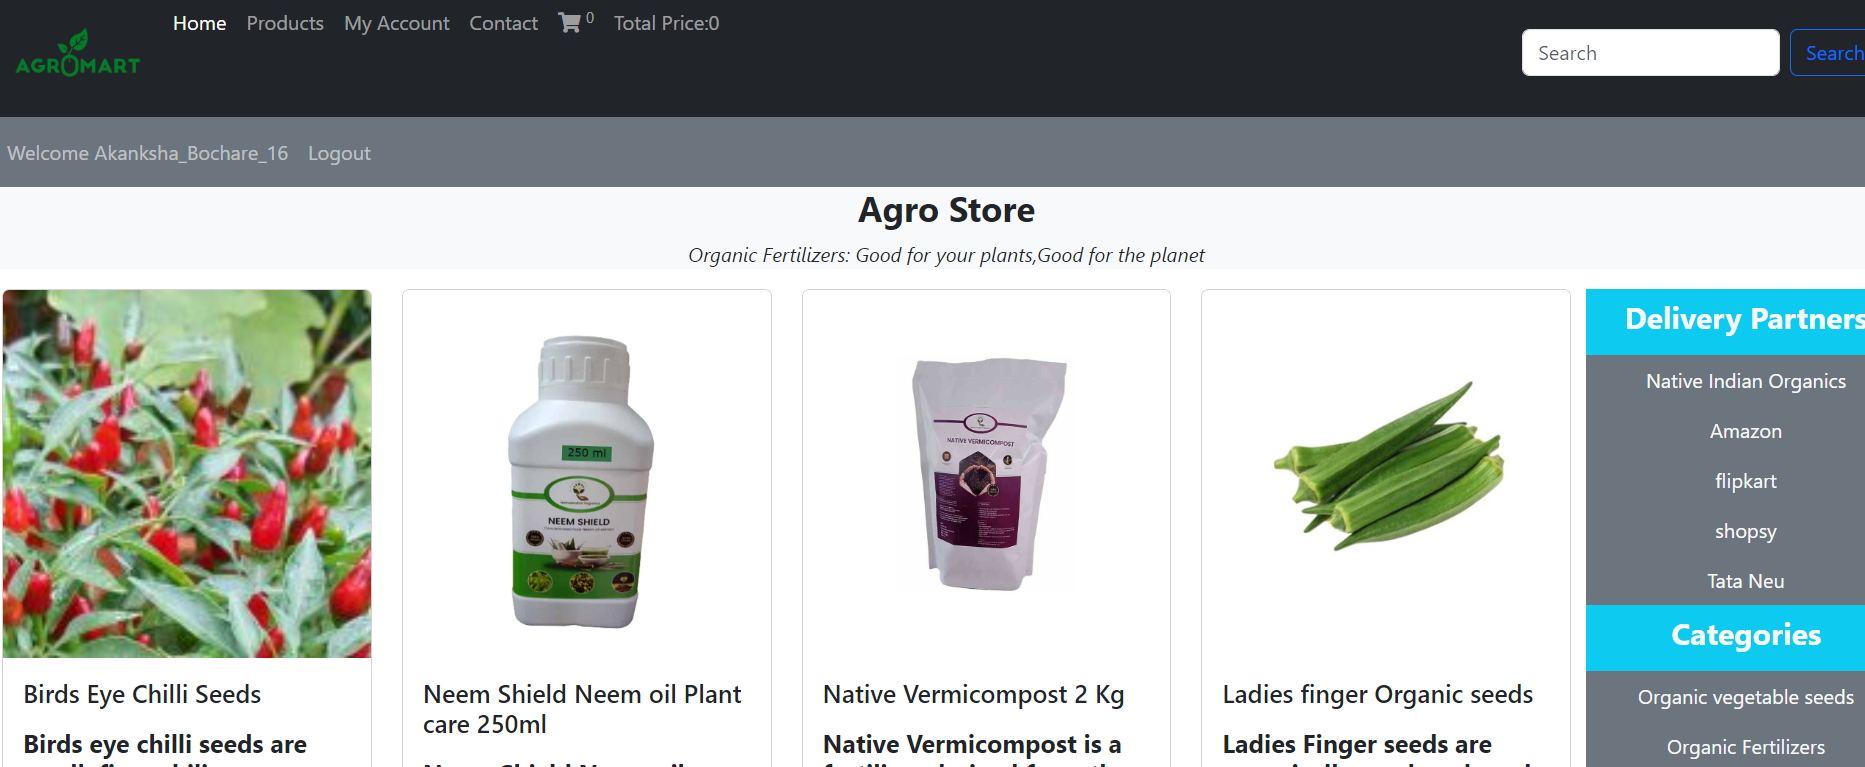 AGROMART
Home Products My Account Contact 0 Total Price:0
Search
Search
Welcome Akanksha_Bochare_16 Logout
Agro Store
Organic Fertilizers: Good for your plants,Good for the planet
250 ml
NEEM SHIELD
NATIVE VERMICOMPOST
Birds Eye Chilli Seeds
Birds eye chilli seeds are
Neem Shield Neem oil Plant
care 250ml
Native Vermicompost 2 Kg
Native Vermicompost is a
Ladies finger Organic seeds
Ladies Finger seeds are
Delivery Partners
Native Indian Organics
Amazon
flipkart
shopsy
Tata Neu
Categories
Organic vegetable seeds
Organic Fertilizers